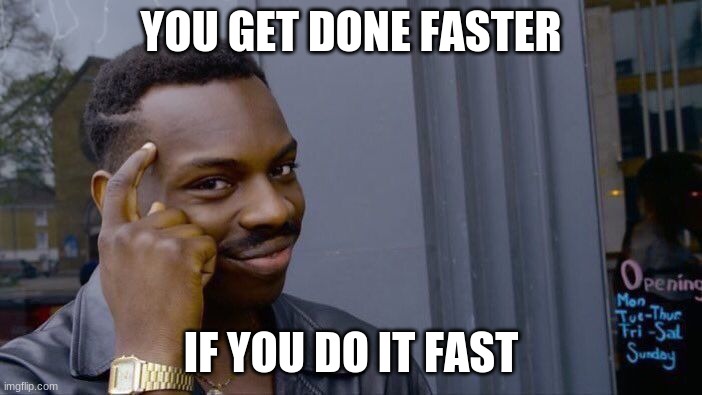 YOU GET DONE FASTER
IF YOU DO IT FAST
Opening
Mon
Tue-Thur
Fri-Sat
Sunday
imgflip.com